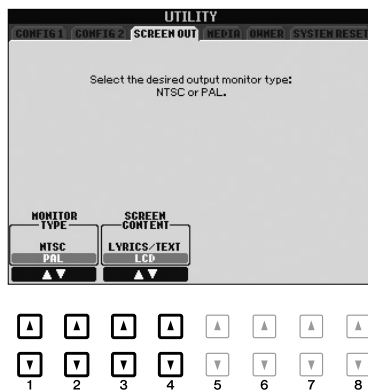 UTILITY
CONFIG 1 CONFIG 2 SCREEN OUT MEDIA OWNER SYSTEM RESET
Select the desired output monitor type:
NTSC or PAL.
MONITOR TYPE
NTSC
PAL
SCREEN CONTENT
LYRICS/TEXT
LCD
1 2 3 4 5 6 7 8